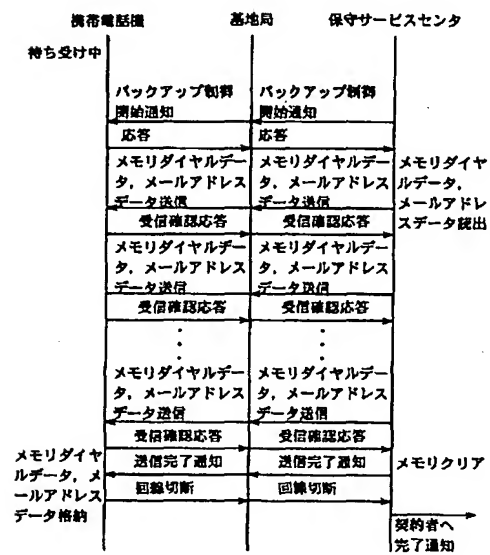 携帯電話機 基地局 保守サービスセンタ
待ち受け中
バックアップ制御 バックアップ制御
開始通知 開始通知
応答 応答
メモリダイヤルデー メモリダイヤルデー メモリダイヤ
タ，メールアドレス タ，メールアドレス ルデータ，
データ送信 データ送信 メールアドレ
受信確認応答 受信確認応答 スデータ読出
メモリダイヤルデー メモリダイヤルデー
タ，メールアドレス タ，メールアドレス
データ送信 データ送信
受信確認応答 受信確認応答
メモリダイヤルデー メモリダイヤルデー
タ，メールアドレス タ，メールアドレス
データ送信 データ送信
受信確認応答 受信確認応答
メモリダイヤ 送信完了通知 送信完了通知 メモリクリア
ルデータ，メ
ールアドレス 回線切断 回線切断
データ格納
契約者へ
完了通知